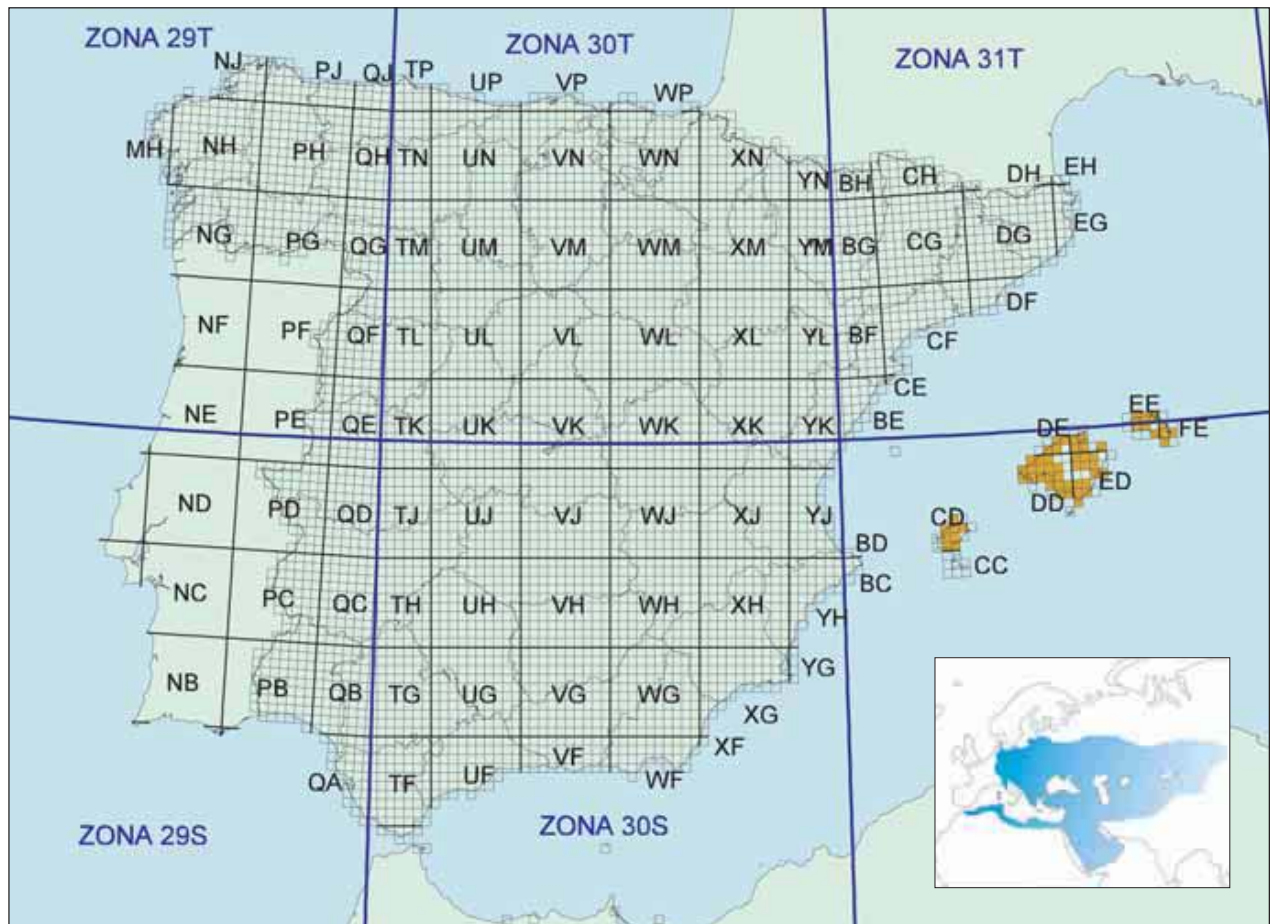 ZONA 29T
ZONA 30T
ZONA 31T
NJ PJ QJ TP UP VP WP
MH NH PH QH TN UN VN WN XN YN BH CH DH EH
NG PG QG TM UM VM WM XM YM BG CG DG EG
NF PF QF TL UL VL WL XL YL BF CF DF
NE PE QE TK UK VK WK XK YK BE CE DE EE FE
ND PD QD TJ UJ VJ WJ XJ YJ BD CD DD ED
NC PC QC TH UH VH WH XH YH BC CC
NB PB QB TG UG VG WG XG YG
QA TF UF VF WF XF
ZONA 29S
ZONA 30S